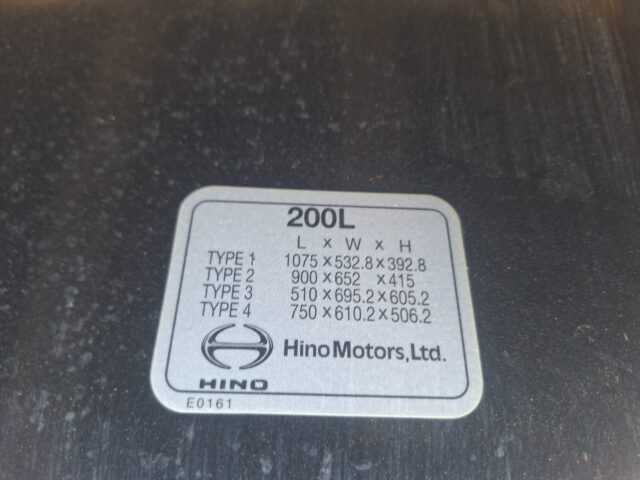 200L
L x W x H
TYPE 1 1075 x 532.8 x 392.8
TYPE 2 900 x 652 x 415
TYPE 3 510 x 695.2 x 605.2
TYPE 4 750 x 610.2 x 506.2
Hino Motors, Ltd.
HINO
E0161